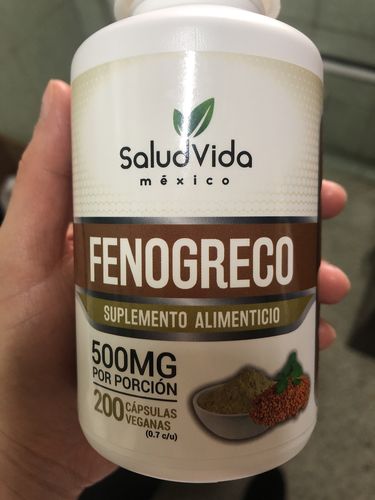 SaludVida
méxico
FENOGRECO
SUPLEMENTO ALIMENTICIO
500MG
POR PORCIÓN
200 CÁPSULAS
VEGANAS
(0.7 c/u)